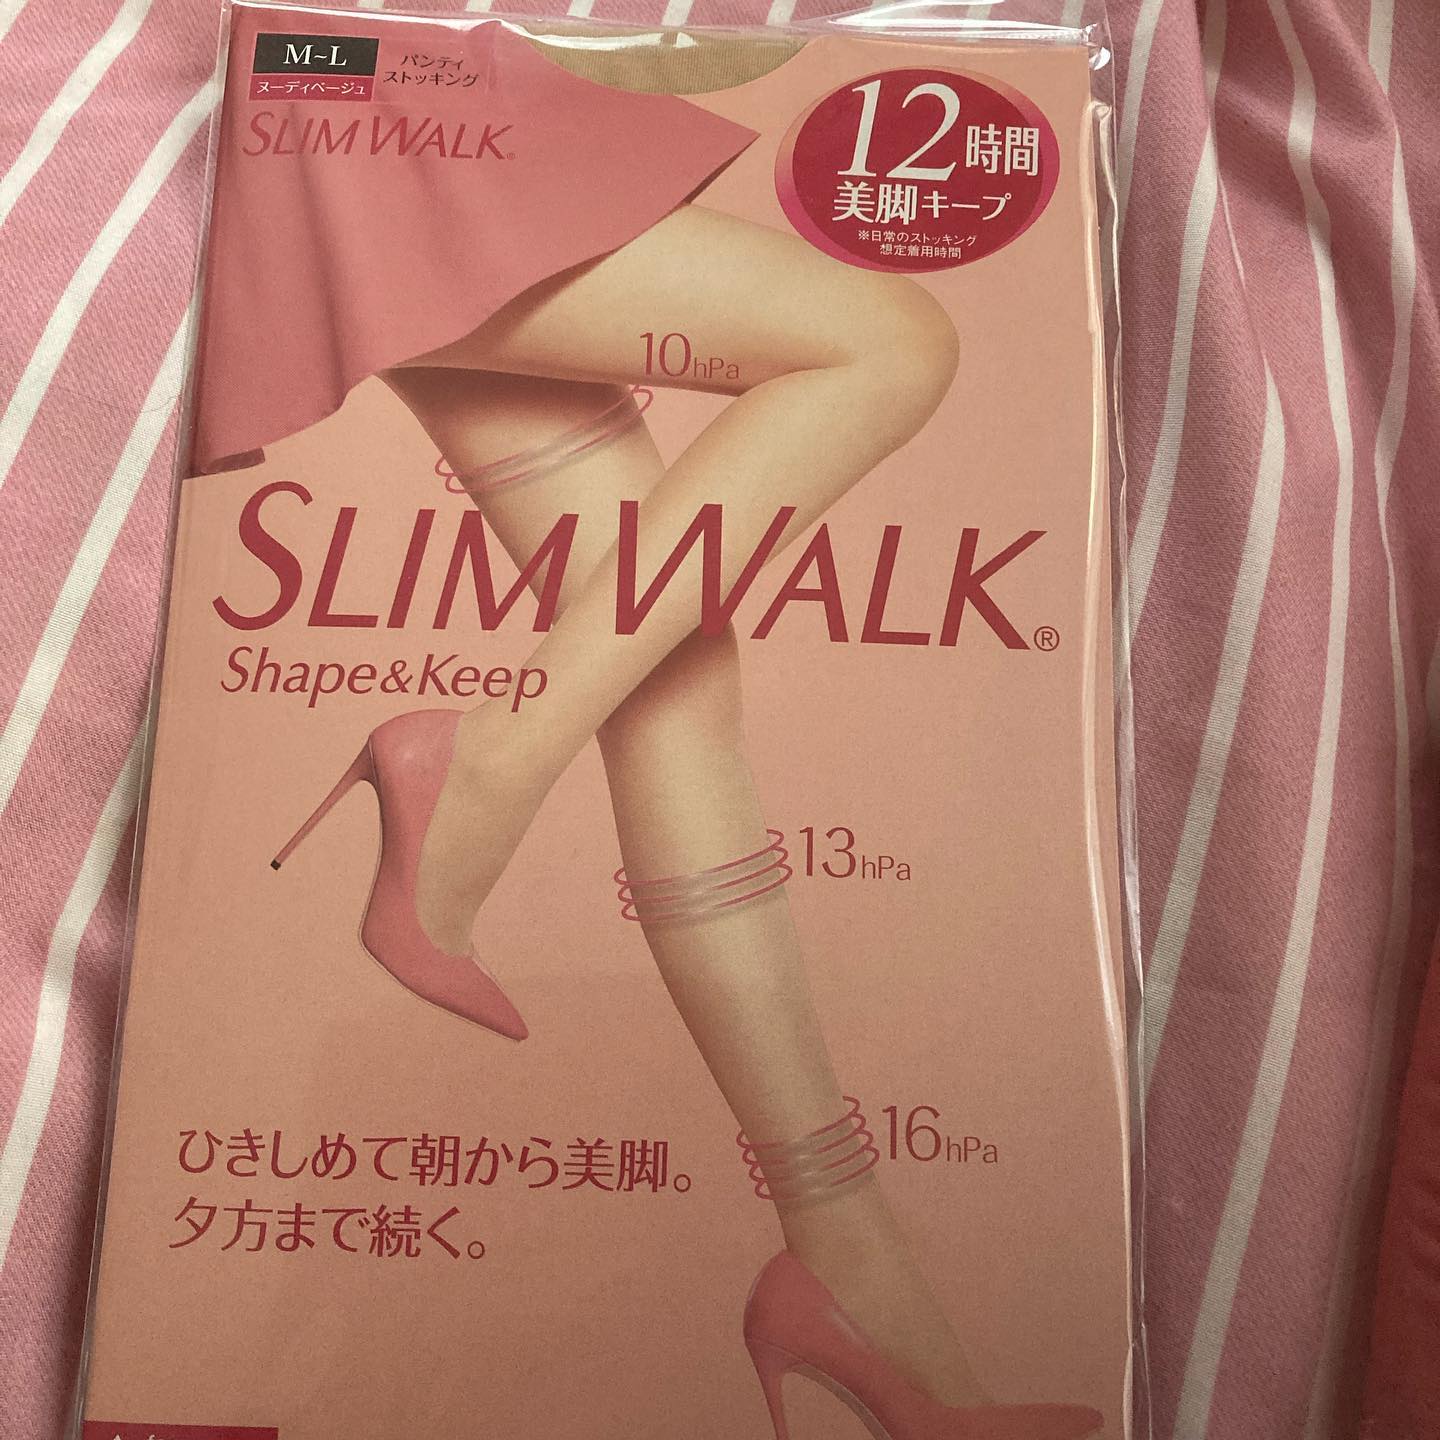 M~L
ヌーディベージュ
パンティ
ストッキング
SLIM WALK®
12時間
美脚キープ
※日常のストッキング
想定着用時間
10hPa
SLIM WALK®
Shape&Keep
13hPa
16hPa
ひきしめて朝から美脚。
夕方まで続く。